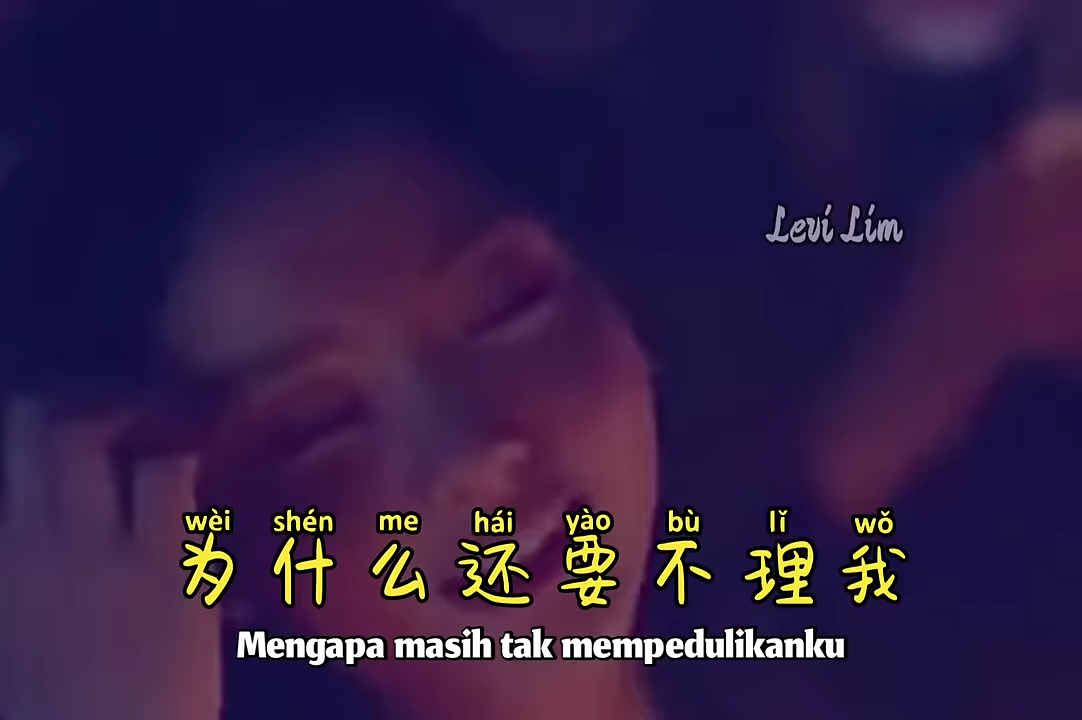 Levi Lim
wèi shén me hái yào bù lǐ wǒ
为什么还要不理我
Mengapa masih tak mempedulikanku